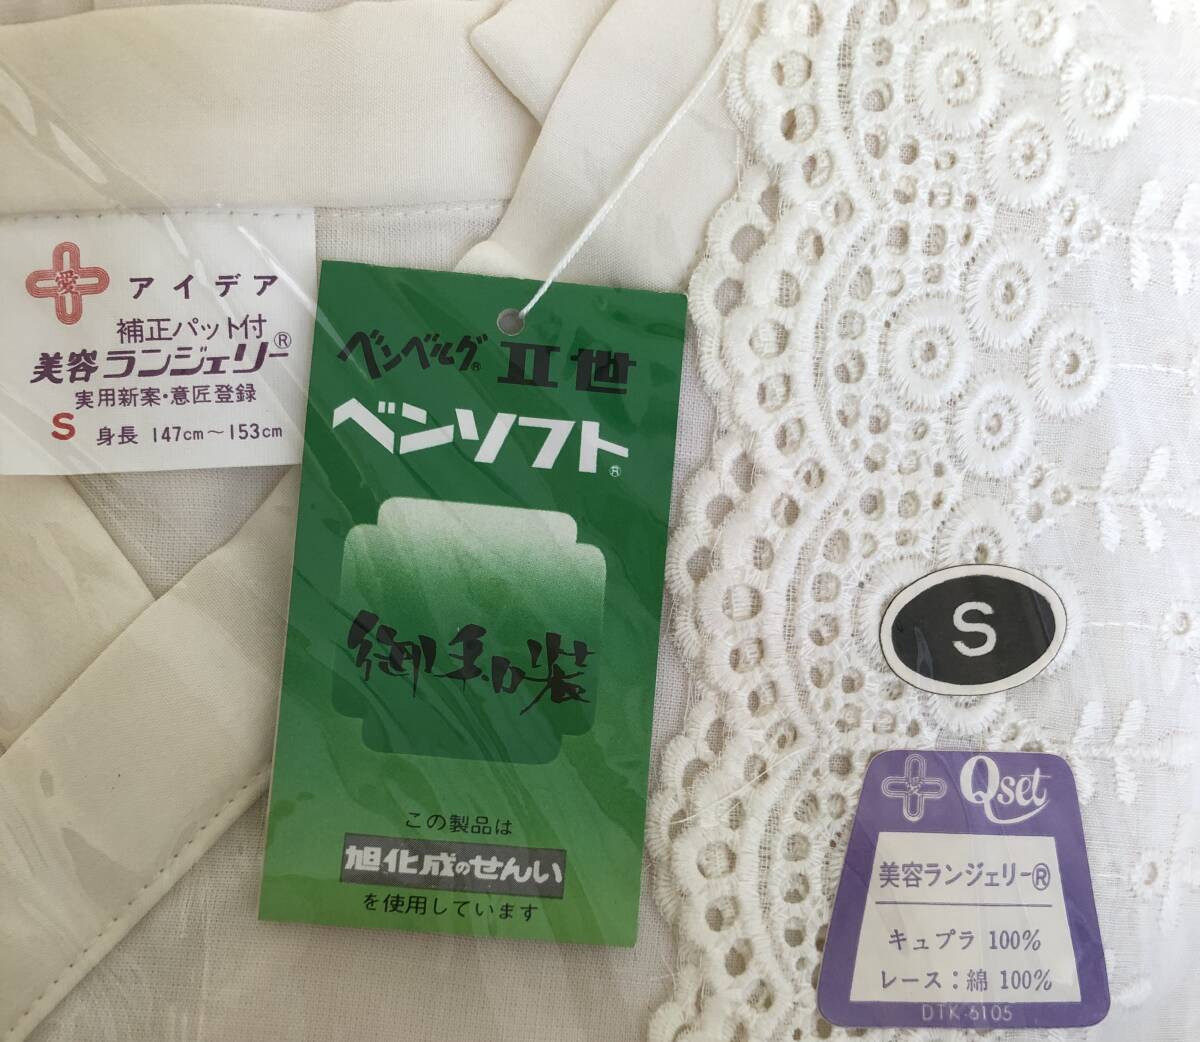 愛 アイデア
補正パット付
美容ランジェリー®
実用新案・意匠登録
S 身長 147cm～153cm
ベンベルグ® II世
ベンソフト®
御和装
この製品は
旭化成のせんい
を使用しています
S
愛 Qset
美容ランジェリー®
キュプラ 100%
レース：綿 100%
DTK-6105